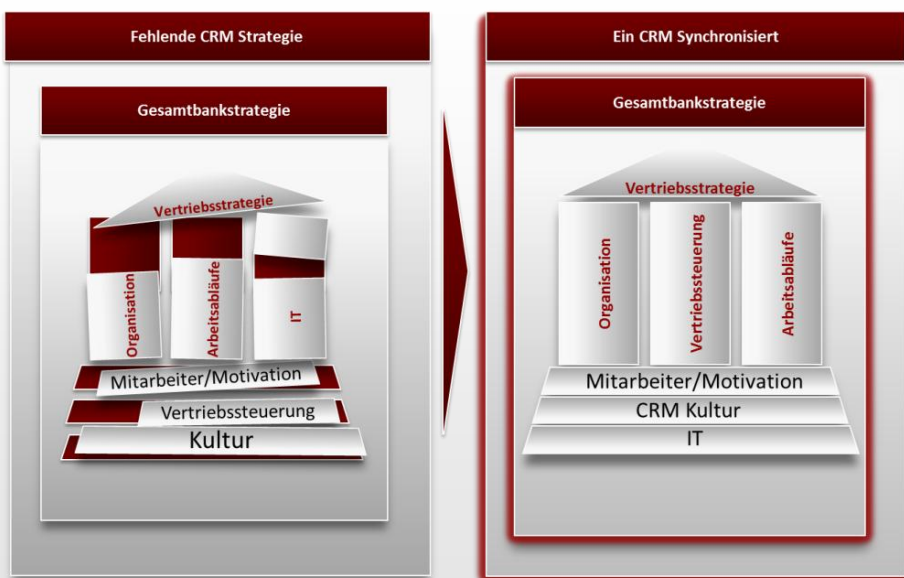 Fehlende CRM Strategie
Gesamtbankstrategie
Vertriebsstrategie
Organisation
Arbeitsabläufe
IT
Mitarbeiter/Motivation
Vertriebssteuerung
Kultur
Ein CRM Synchronisiert
Gesamtbankstrategie
Vertriebsstrategie
Organisation
Vertriebssteuerung
Arbeitsabläufe
Mitarbeiter/Motivation
CRM Kultur
IT